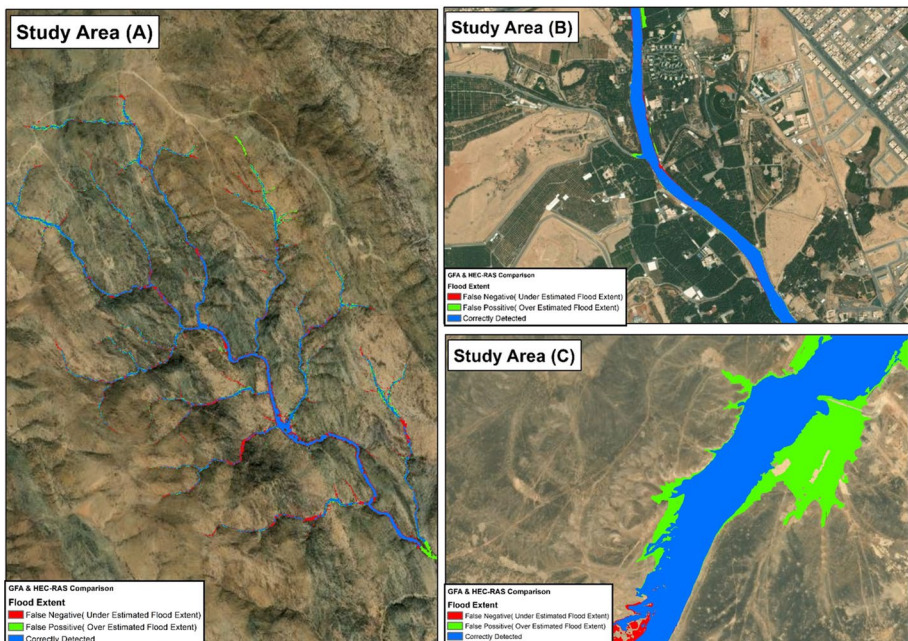 Study Area (A)
GFA & HEC-RAS Comparison
Flood Extent
False Negative( Under Estimated Flood Extent)
False Possitive( Over Estimated Flood Extent)
Correctly Detected
Study Area (B)
GFA & HEC-RAS Comparison
Flood Extent
False Negative( Under Estimated Flood Extent)
False Possitive( Over Estimated Flood Extent)
Correctly Detected
Study Area (C)
GFA & HEC-RAS Comparison
Flood Extent
False Negative( Under Estimated Flood Extent)
False Possitive( Over Estimated Flood Extent)
Correctly Detected